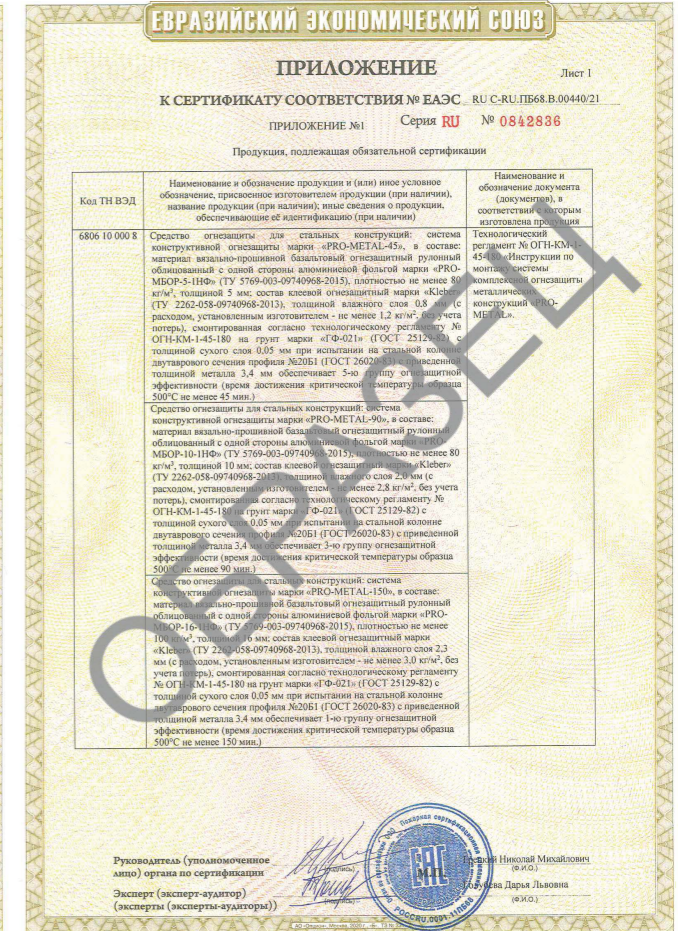 ЕВРАЗИЙСКИЙ ЭКОНОМИЧЕСКИЙ СОЮЗ
ПРИЛОЖЕНИЕ
Лист 1
К СЕРТИФИКАТУ СООТВЕТСТВИЯ № ЕАЭС RU C-RU.ПБ68.В.00440/21
ПРИЛОЖЕНИЕ №1 Серия RU № 0842836
Продукция, подлежащая обязательной сертификации
Код ТН ВЭД
Наименование и обозначение продукции и (или) иное условное
обозначение, присвоенное изготовителем продукции (при наличии),
название продукции (при наличии); иные сведения о продукции,
обеспечивающие её идентификацию (при наличии)
Наименование и
обозначение документа
(документов), в
соответствии с которым
изготовлена продукция
6806 10 000 8
Средство огнезащиты для стальных конструкций: система
конструктивной огнезащиты марки «PRO-METAL-45», в составе:
материал вязально-прошивной базальтовый огнезащитный рулонный
облицованный с одной стороны алюминиевой фольгой марки «PRO-
МБОР-5-1НФ» (ТУ 5769-003-09740968-2015), плотностью не менее 80
кг/м³, толщиной 5 мм; состав клеевой огнезащитный марки «Kleber»
(ТУ 2262-058-09740968-2013), толщиной влажного слоя 0,8 мм (с
расходом, установленным изготовителем - не менее 1,2 кг/м², без учета
потерь), смонтированная согласно технологическому регламенту №
ОГН-КМ-1-45-180 на грунт марки «ГФ-021» (ГОСТ 25129-82) с
толщиной сухого слоя 0,05 мм при испытании на стальной колонне
двутаврового сечения профиля №20Б1 (ГОСТ 26020-83) с приведенной
толщиной металла 3,4 мм обеспечивает 5-ю группу огнезащитной
эффективности (время достижения критической температуры образца
500°С не менее 45 мин.)
Технологический
регламент № ОГН-КМ-1-
45-180 «Инструкции по
монтажу системы
комплексной огнезащиты
металлических
конструкций «PRO-
METAL».
Средство огнезащиты для стальных конструкций: система
конструктивной огнезащиты марки «PRO-METAL-90», в составе:
материал вязально-прошивной базальтовый огнезащитный рулонный
облицованный с одной стороны алюминиевой фольгой марки «PRO-
МБОР-10-1НФ» (ТУ 5769-003-09740968-2015), плотностью не менее 80
кг/м³, толщиной 10 мм; состав клеевой огнезащитный марки «Kleber»
(ТУ 2262-058-09740968-2013), толщиной влажного слоя 2,0 мм (с
расходом, установленным изготовителем - не менее 2,8 кг/м², без учета
потерь), смонтированная согласно технологическому регламенту №
ОГН-КМ-1-45-180 на грунт марки «ГФ-021» (ГОСТ 25129-82) с
толщиной сухого слоя 0,05 мм при испытании на стальной колонне
двутаврового сечения профиля №20Б1 (ГОСТ 26020-83) с приведенной
толщиной металла 3,4 мм обеспечивает 3-ю группу огнезащитной
эффективности (время достижения критической температуры образца
500°С не менее 90 мин.)
Средство огнезащиты для стальных конструкций: система
конструктивной огнезащиты марки «PRO-METAL-150», в составе:
материал вязально-прошивной базальтовый огнезащитный рулонный
облицованный с одной стороны алюминиевой фольгой марки «PRO-
МБОР-16-1НФ» (ТУ 5769-003-09740968-2015), плотностью не менее
100 кг/м³, толщиной 16 мм; состав клеевой огнезащитный марки
«Kleber» (ТУ 2262-058-09740968-2013), толщиной влажного слоя 2,3
мм (с расходом, установленным изготовителем - не менее 3,0 кг/м², без
учета потерь), смонтированная согласно технологическому регламенту
№ ОГН-КМ-1-45-180 на грунт марки «ГФ-021» (ГОСТ 25129-82) с
толщиной сухого слоя 0,05 мм при испытании на стальной колонне
двутаврового сечения профиля №20Б1 (ГОСТ 26020-83) с приведенной
толщиной металла 3,4 мм обеспечивает 1-ю группу огнезащитной
эффективности (время достижения критической температуры образца
500°С не менее 150 мин.)
ОБРАЗЕЦ
Руководитель (уполномоченное
лицо) органа по сертификации
(подпись)
Николай Михайлович
(Ф.И.О.)
М.П.
Эксперт (эксперт-аудитор)
(эксперты (эксперты-аудиторы))
(подпись)
Голубева Дарья Львовна
(Ф.И.О.)
Пожарная сертификационная
ЕАС
РОССRU.0001.11ПБ68
АО «Опцион», Москва, 2020 г., «Б».